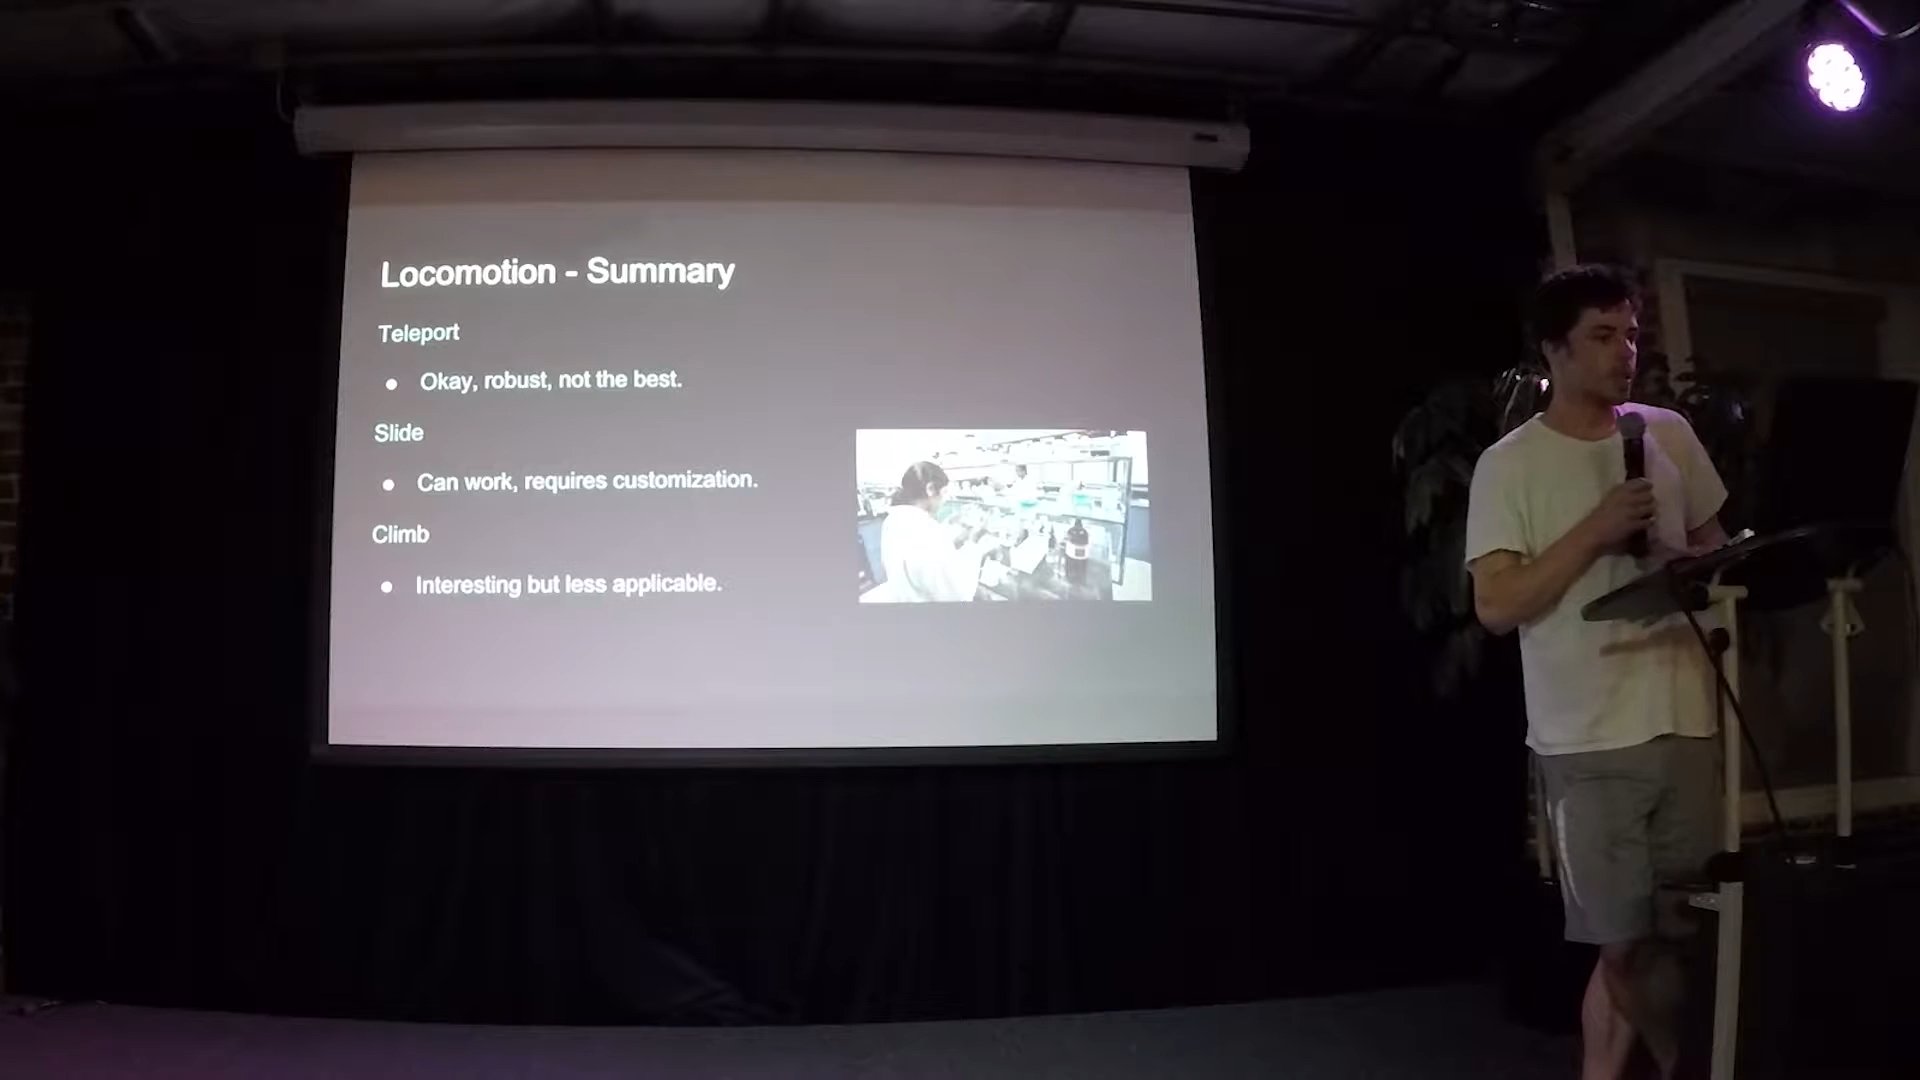 Locomotion - Summary
Teleport
● Okay, robust, not the best.
Slide
● Can work, requires customization.
Climb
● Interesting but less applicable.